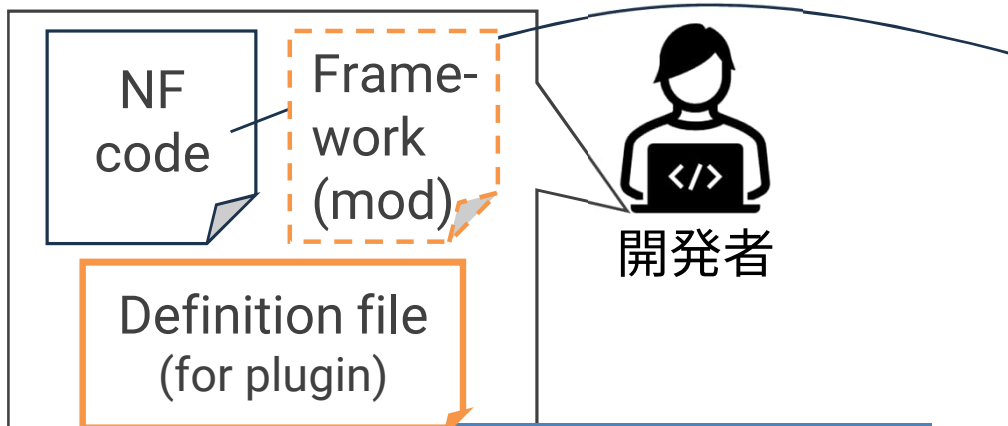 NF
code
Frame-
work
(mod)
</>
開発者
Definition file
(for plugin)